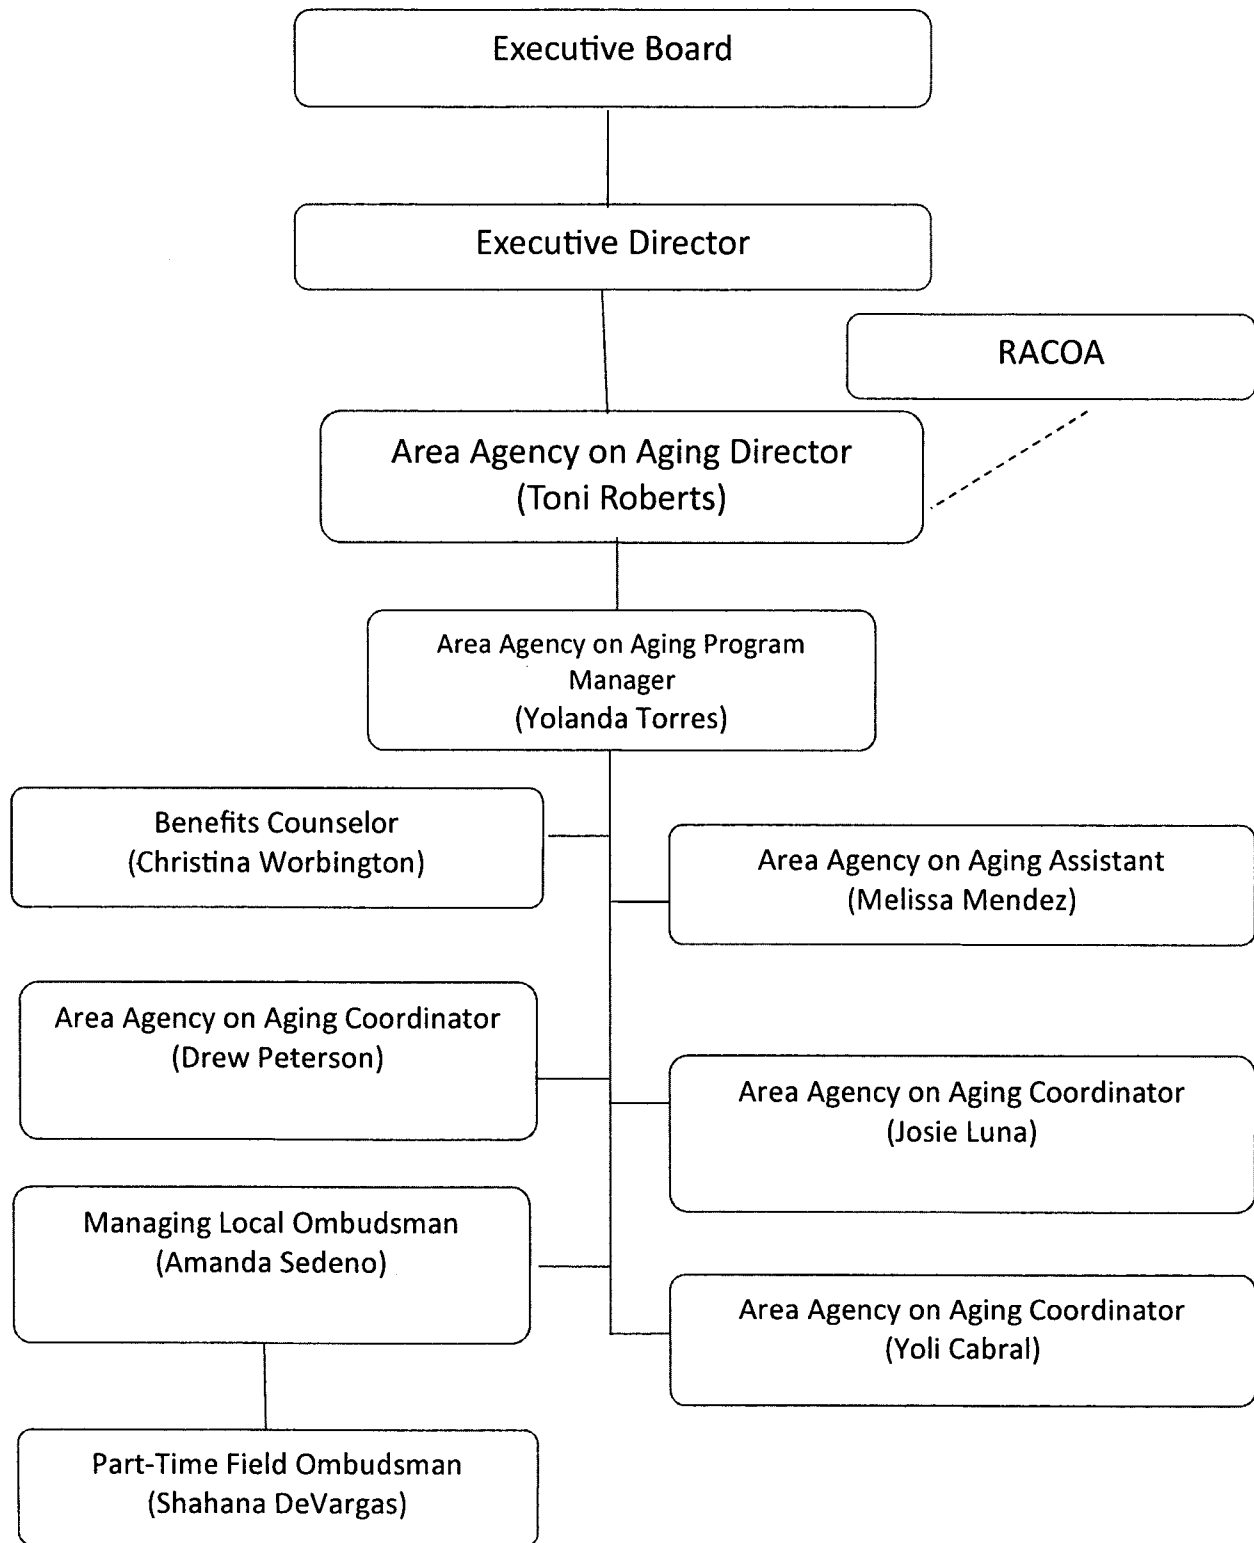 Executive Board
Executive Director
RACOA
Area Agency on Aging Director
(Toni Roberts)
Area Agency on Aging Program
Manager
(Yolanda Torres)
Benefits Counselor
(Christina Worbington)
Area Agency on Aging Assistant
(Melissa Mendez)
Area Agency on Aging Coordinator
(Drew Peterson)
Area Agency on Aging Coordinator
(Josie Luna)
Managing Local Ombudsman
(Amanda Sedeno)
Area Agency on Aging Coordinator
(Yoli Cabral)
Part-Time Field Ombudsman
(Shahana DeVargas)